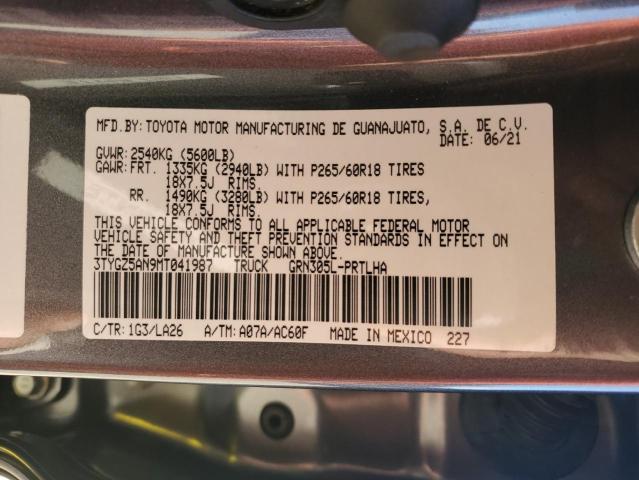 MFD.BY: TOYOTA MOTOR MANUFACTURING DE GUANAJUATO, S.A. DE C.V.
DATE: 06/21
GVWR: 2540KG (5600LB)
GAWR: FRT. 1335KG (2940LB) WITH P265/60R18 TIRES
18X7.5J RIMS.
RR. 1490KG (3280LB) WITH P265/60R18 TIRES,
18X7.5J RIMS.
THIS VEHICLE CONFORMS TO ALL APPLICABLE FEDERAL MOTOR
VEHICLE SAFETY AND THEFT PREVENTION STANDARDS IN EFFECT ON
THE DATE OF MANUFACTURE SHOWN ABOVE.
3TYGZ5AN9MT041987 TRUCK GRN305L-PRTLHA
C/TR: 1G3/LA26 A/TM: A07A/AC60F MADE IN MEXICO 227